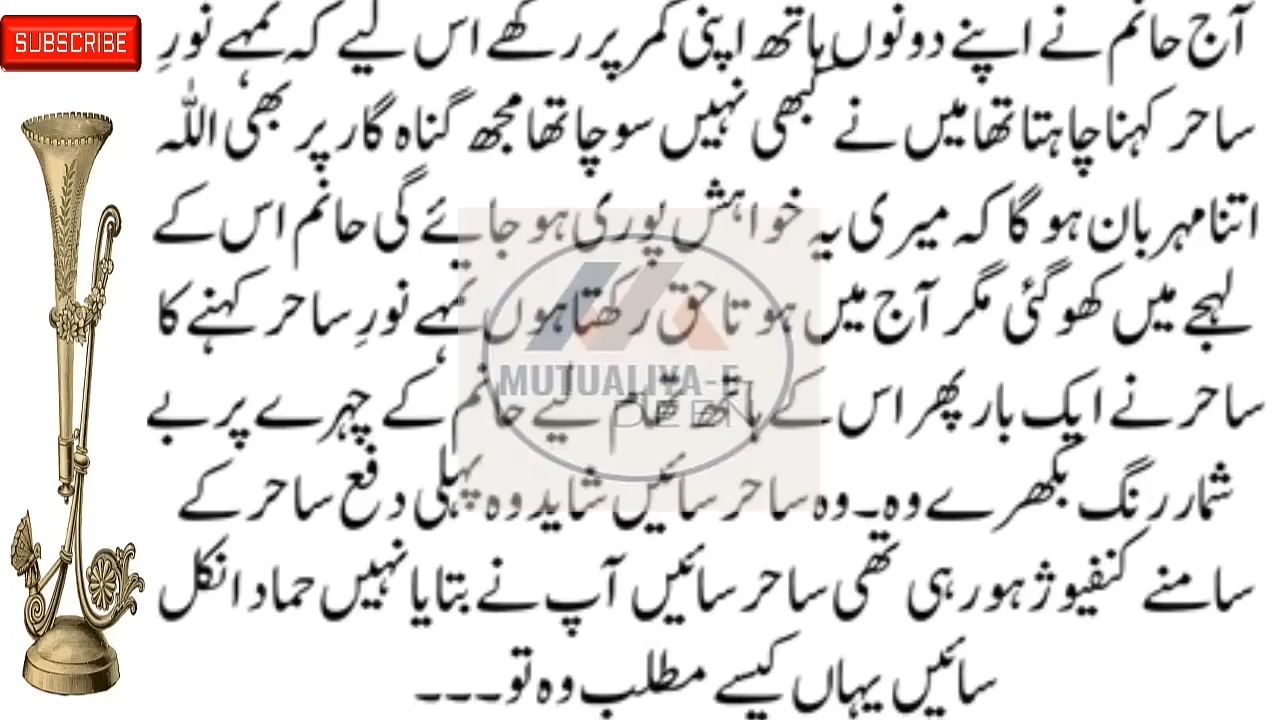 SUBSCRIBE
آج حانم نے اپنے دونوں ہاتھ اپنی کمر پر رکھے اس لیے کہ تمہے نورِ
ساحر کہنا چاہتا تھا میں نے کبھی نہیں سوچا تھا مجھ گناہ گار پر بھی اللہ
اتنا مہربان ہو گا کہ میری یہ خواہش پوری ہو جائے گی حانم اس کے
لہجے میں کھو گئی مگر آج میں ہو تا حق رکھتا ہوں تمہے نورِ ساحر کہنے کا
ساحر نے ایک بار پھر اس کے ہاتھ تھام لیے حانم کے چہرے پر بے
شمار رنگ بکھرے وہ۔ وہ ساحر سائیں شاید وہ پہلی دفع ساحر کے
سامنے کنفیوژ ہو رہی تھی ساحر سائیں آپ نے بتایا نہیں حماد انکل
سائیں یہاں کیسے مطلب وہ تو۔۔۔
MUTUALIYA-E-
DEEN